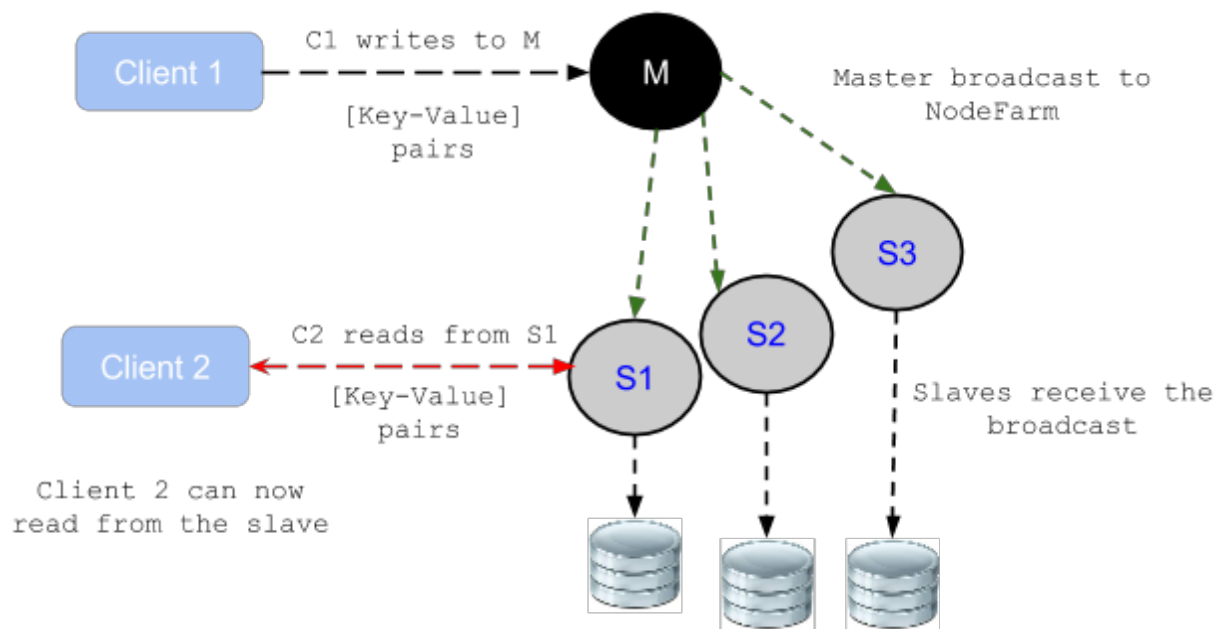 C1 writes to M
Client 1
M
[Key-Value]
pairs
Master broadcast to
NodeFarm
S3
S2
C2 reads from S1
Client 2
S1
[Key-Value]
pairs
Slaves receive the
broadcast
Client 2 can now
read from the slave